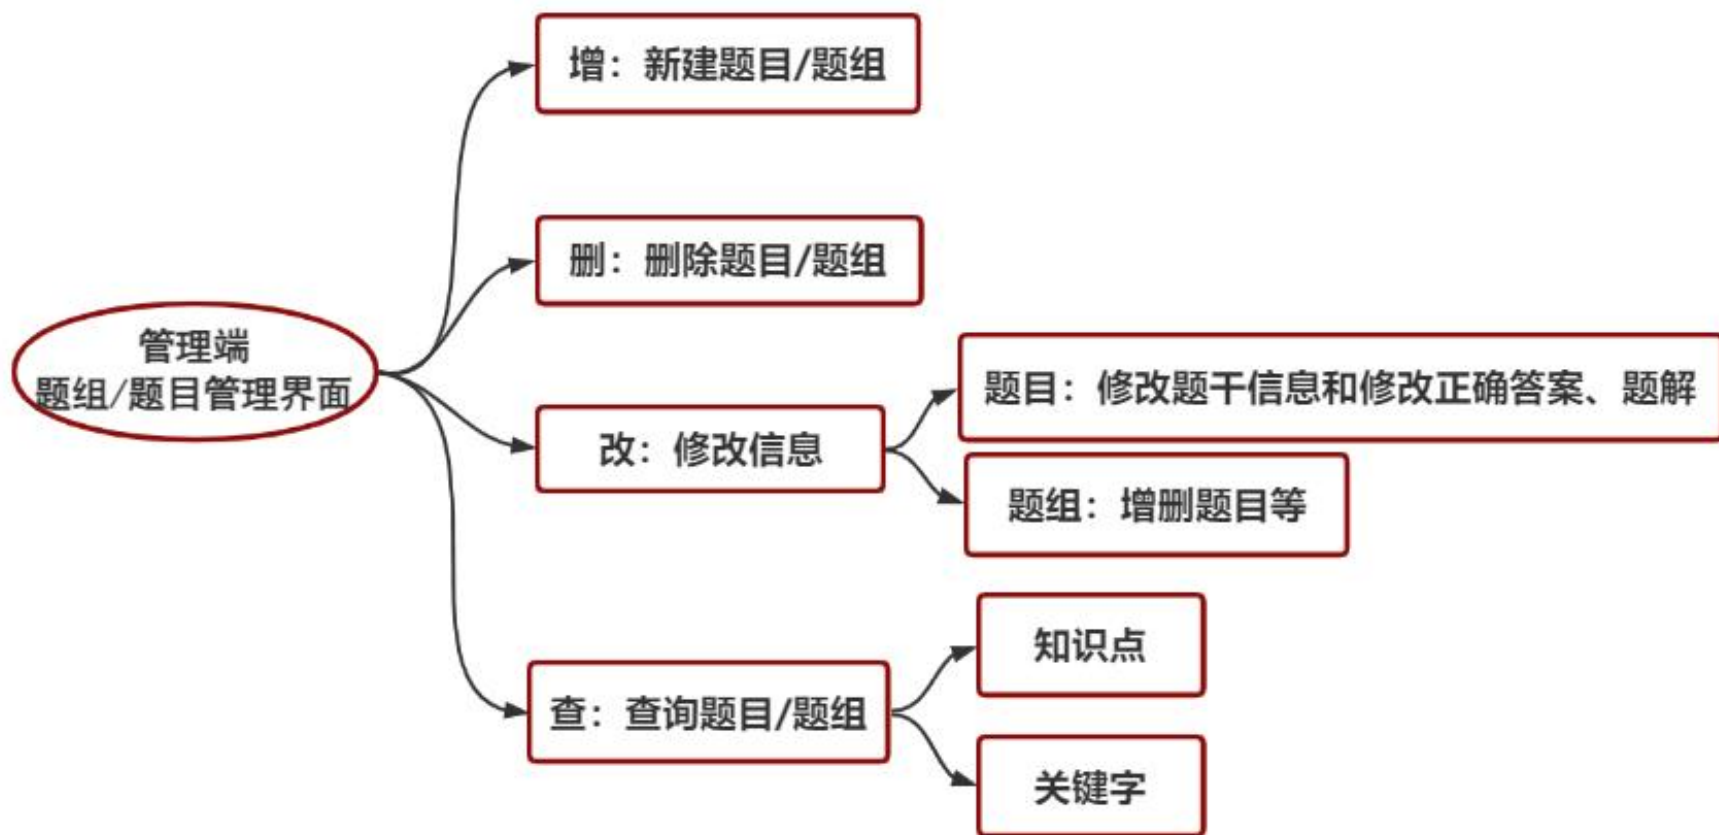 管理端
题组/题目管理界面
增：新建题目/题组
删：删除题目/题组
改：修改信息
题目：修改题干信息和修改正确答案、题解
题组：增删题目等
查：查询题目/题组
知识点
关键字